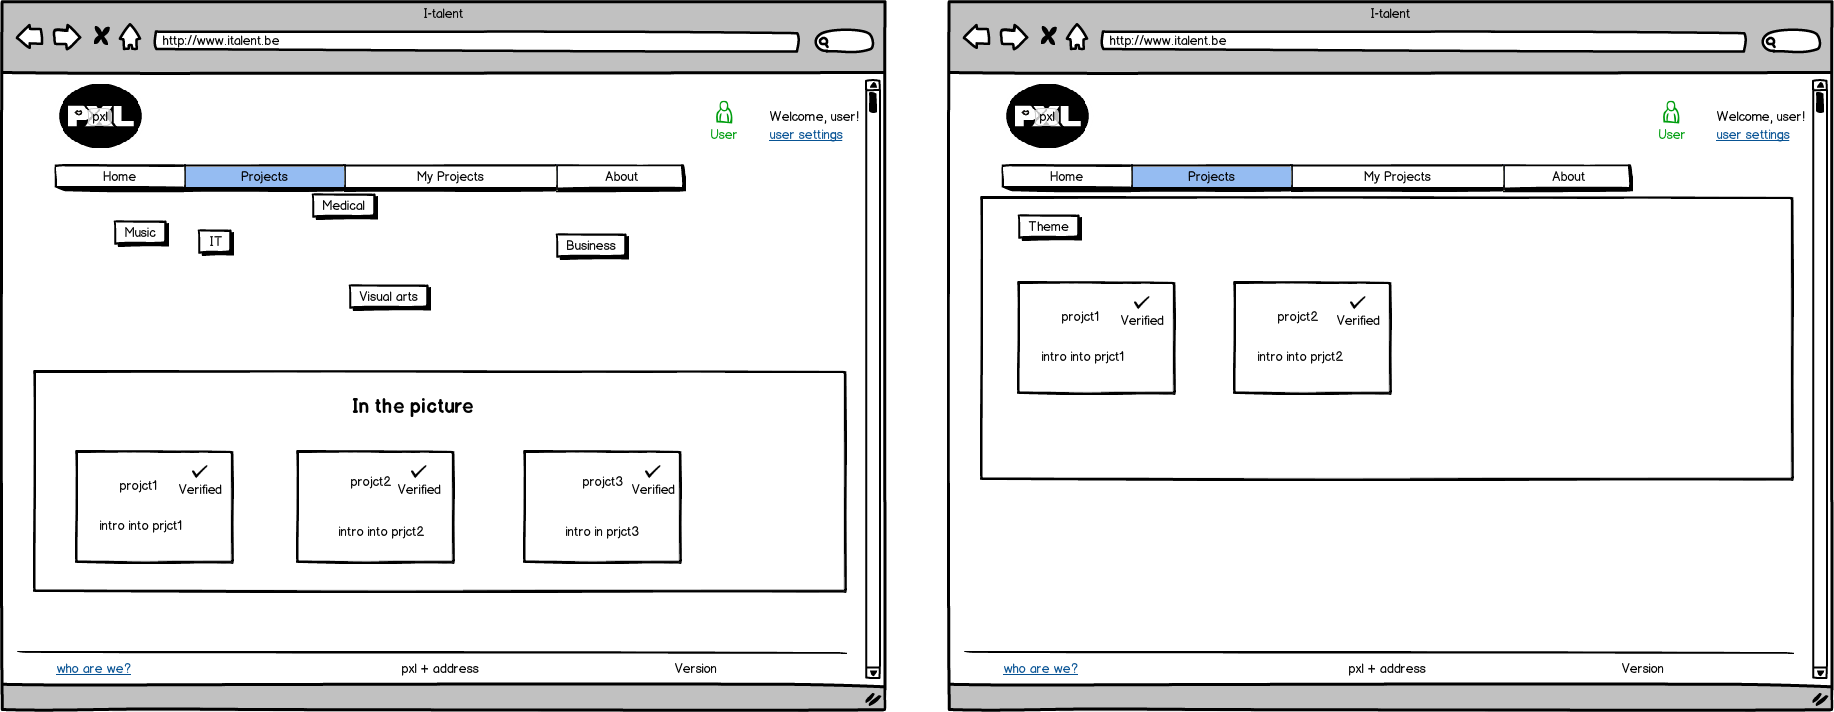 I-talent
http://www.italent.be
PXL
pxl
User
Welcome, user!
user settings
Home
Projects
My Projects
About
Medical
Music
IT
Business
Visual arts
In the picture
projct1
Verified
intro into prjct1
projct2
Verified
intro into prjct2
projct3
Verified
intro in prjct3
who are we?
pxl + address
Version
I-talent
http://www.italent.be
PXL
pxl
User
Welcome, user!
user settings
Home
Projects
My Projects
About
Theme
projct1
Verified
intro into prjct1
projct2
Verified
intro into prjct2
who are we?
pxl + address
Version